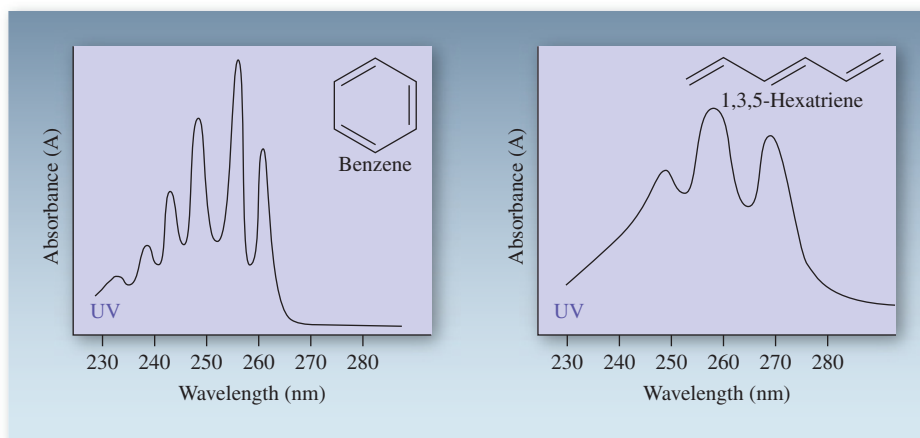 Absorbance (A)
Benzene
UV
230 240 250 260 270 280
Wavelength (nm)
Absorbance (A)
1,3,5-Hexatriene
UV
230 240 250 260 270 280
Wavelength (nm)